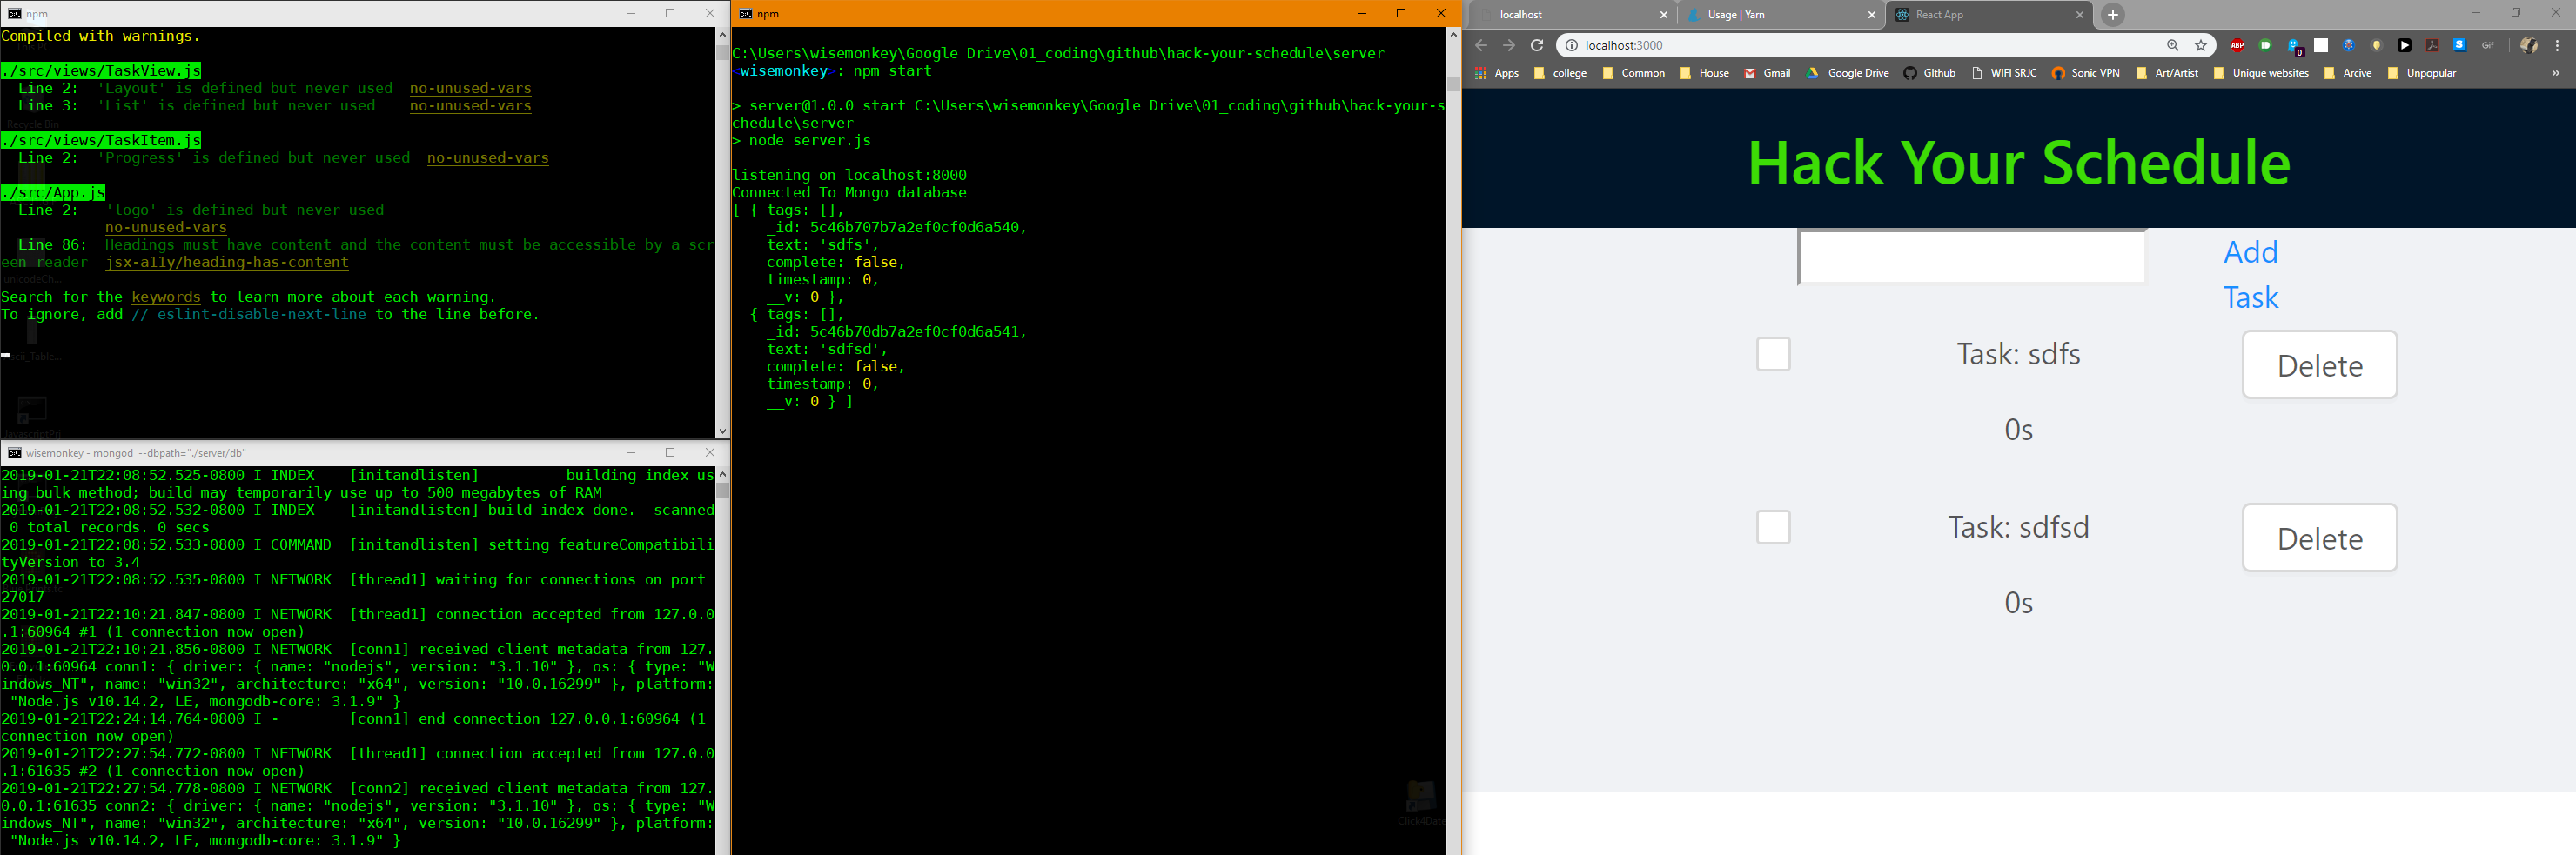 npm
Compiled with warnings.
./src/views/TaskView.js
Line 2:  'Layout' is defined but never used  no-unused-vars
Line 3:  'List' is defined but never used    no-unused-vars
Recycle Bin
./src/views/TaskItem.js
Line 2:  'Progress' is defined but never used  no-unused-vars
./src/App.js
Line 2:   'logo' is defined but never used
no-unused-vars
Line 86:  Headings must have content and the content must be accessible by a scr
een reader  jsx-a11y/heading-has-content
unicodeCh...
Search for the keywords to learn more about each warning.
To ignore, add // eslint-disable-next-line to the line before.
ascii_Table...
wisemonkey - mongod  --dbpath="./server/db"
2019-01-21T22:08:52.525-0800 I INDEX    [initandlisten]          building index us
ing bulk method; build may temporarily use up to 500 megabytes of RAM
2019-01-21T22:08:52.532-0800 I INDEX    [initandlisten] build index done.  scanned
0 total records. 0 secs
2019-01-21T22:08:52.533-0800 I COMMAND  [initandlisten] setting featureCompatibili
tyVersion to 3.4
2019-01-21T22:08:52.535-0800 I NETWORK  [thread1] waiting for connections on port
27017
2019-01-21T22:10:21.847-0800 I NETWORK  [thread1] connection accepted from 127.0.0
.1:60964 #1 (1 connection now open)
2019-01-21T22:10:21.856-0800 I NETWORK  [conn1] received client metadata from 127.
0.0.1:60964 conn1: { driver: { name: "nodejs", version: "3.1.10" }, os: { type: "W
indows_NT", name: "win32", architecture: "x64", version: "10.0.16299" }, platform:
"Node.js v10.14.2, LE, mongodb-core: 3.1.9" }
2019-01-21T22:24:14.764-0800 I -        [conn1] end connection 127.0.0.1:60964 (1
connection now open)
2019-01-21T22:27:54.772-0800 I NETWORK  [thread1] connection accepted from 127.0.0
.1:61635 #2 (1 connection now open)
2019-01-21T22:27:54.778-0800 I NETWORK  [conn2] received client metadata from 127.
0.0.1:61635 conn2: { driver: { name: "nodejs", version: "3.1.10" }, os: { type: "W
indows_NT", name: "win32", architecture: "x64", version: "10.0.16299" }, platform:
"Node.js v10.14.2, LE, mongodb-core: 3.1.9" }
npm
C:\Users\wisemonkey\Google Drive\01_coding\github\hack-your-schedule\server
<wisemonkey>: npm start
> server@1.0.0 start C:\Users\wisemonkey\Google Drive\01_coding\github\hack-your-s
chedule\server
> node server.js
listening on localhost:8000
Connected To Mongo database
[ { tags: [],
_id: 5c46b707b7a2ef0cf0d6a540,
text: 'sdfs',
complete: false,
timestamp: 0,
__v: 0 },
{ tags: [],
_id: 5c46b70db7a2ef0cf0d6a541,
text: 'sdfsd',
complete: false,
timestamp: 0,
__v: 0 } ]
Click4Date
localhost
Usage | Yarn
React App
localhost:3000
ABP
0
Gif
Apps
college
Common
House
Gmail
Google Drive
GIthub
WIFI SRJC
Sonic VPN
Art/Artist
Unique websites
Arcive
Unpopular
»
Hack Your Schedule
Add
Task
Task: sdfs
Delete
0s
Task: sdfsd
Delete
0s